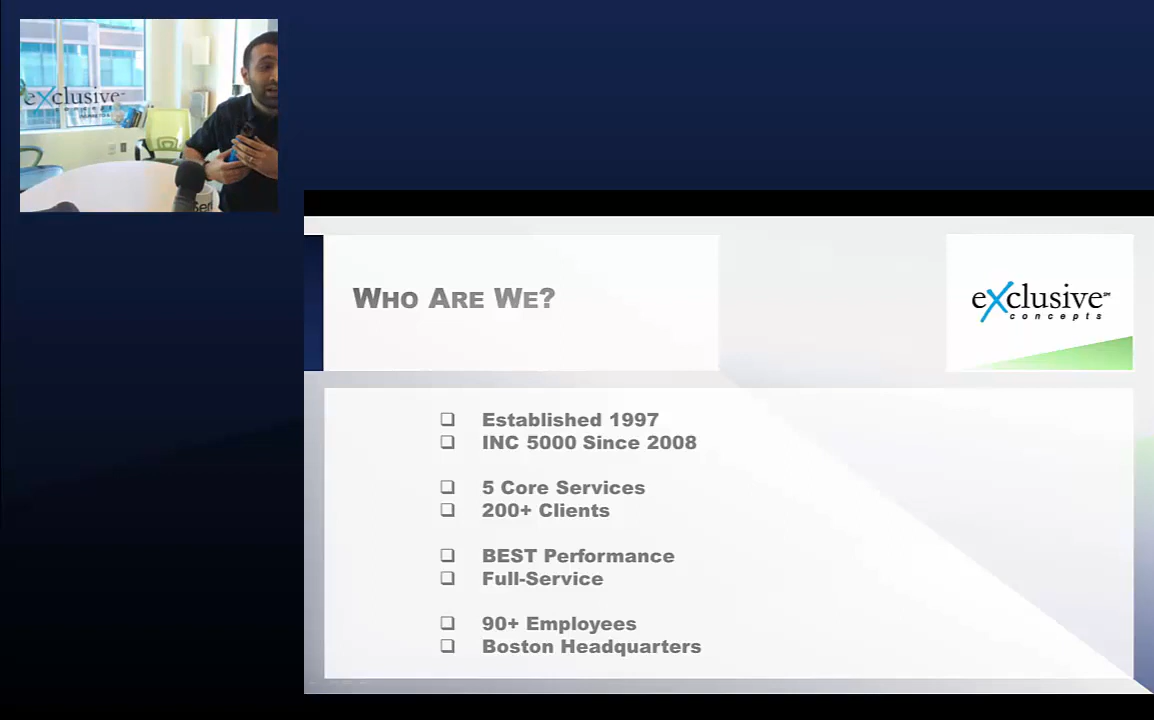 eXclusive
WHO ARE WE?
eXclusive℠
concepts
❑ Established 1997
❑ INC 5000 Since 2008
❑ 5 Core Services
❑ 200+ Clients
❑ BEST Performance
❑ Full-Service
❑ 90+ Employees
❑ Boston Headquarters